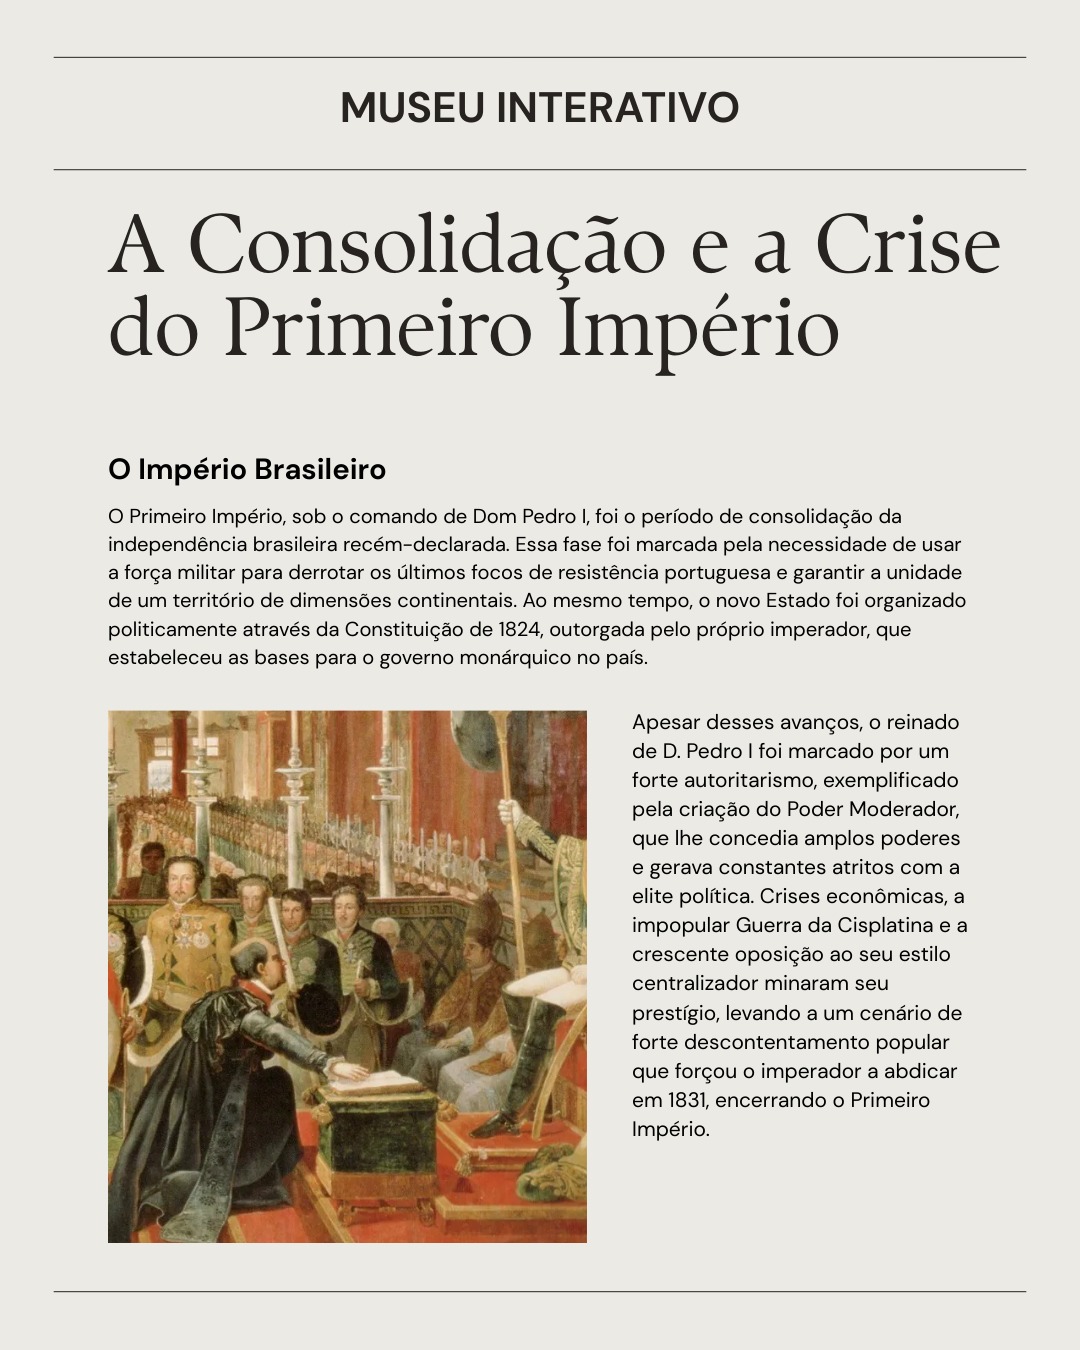 MUSEU INTERATIVO
A Consolidação e a Crise
do Primeiro Império
O Império Brasileiro
O Primeiro Império, sob o comando de Dom Pedro I, foi o período de consolidação da
independência brasileira recém-declarada. Essa fase foi marcada pela necessidade de usar
a força militar para derrotar os últimos focos de resistência portuguesa e garantir a unidade
de um território de dimensões continentais. Ao mesmo tempo, o novo Estado foi organizado
politicamente através da Constituição de 1824, outorgada pelo próprio imperador, que
estabeleceu as bases para o governo monárquico no país.
Apesar desses avanços, o reinado
de D. Pedro I foi marcado por um
forte autoritarismo, exemplificado
pela criação do Poder Moderador,
que lhe concedia amplos poderes
e gerava constantes atritos com a
elite política. Crises econômicas, a
impopular Guerra da Cisplatina e a
crescente oposição ao seu estilo
centralizador minaram seu
prestígio, levando a um cenário de
forte descontentamento popular
que forçou o imperador a abdicar
em 1831, encerrando o Primeiro
Império.